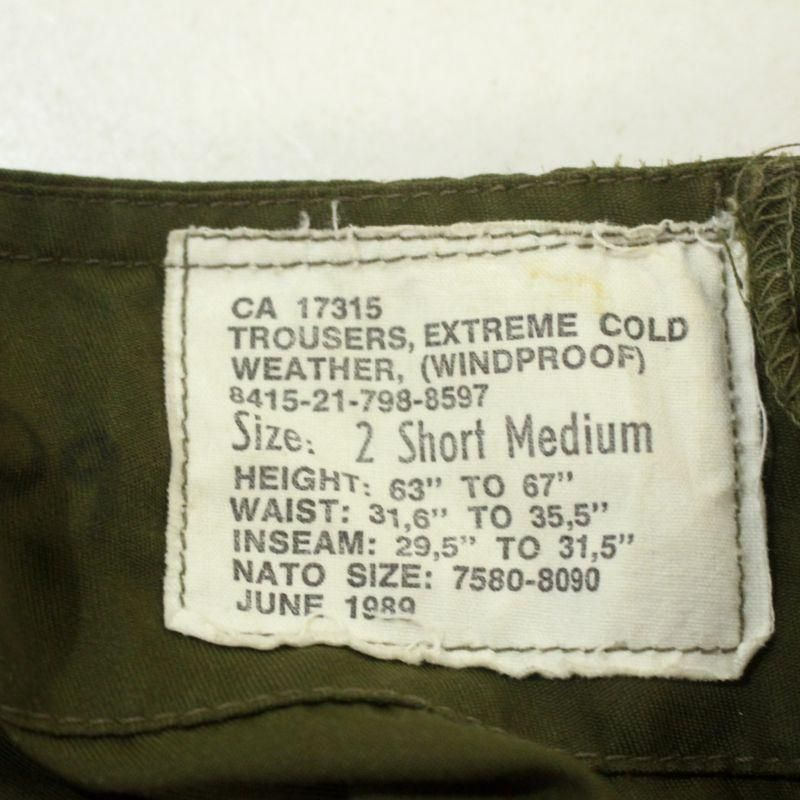 CA 17315
TROUSERS, EXTREME COLD
WEATHER, (WINDPROOF)
8415-21-798-8597
Size: 2 Short Medium
HEIGHT: 63” TO 67”
WAIST: 31,6” TO 35,5”
INSEAM: 29,5” TO 31,5”
NATO SIZE: 7580-8090
JUNE 1989